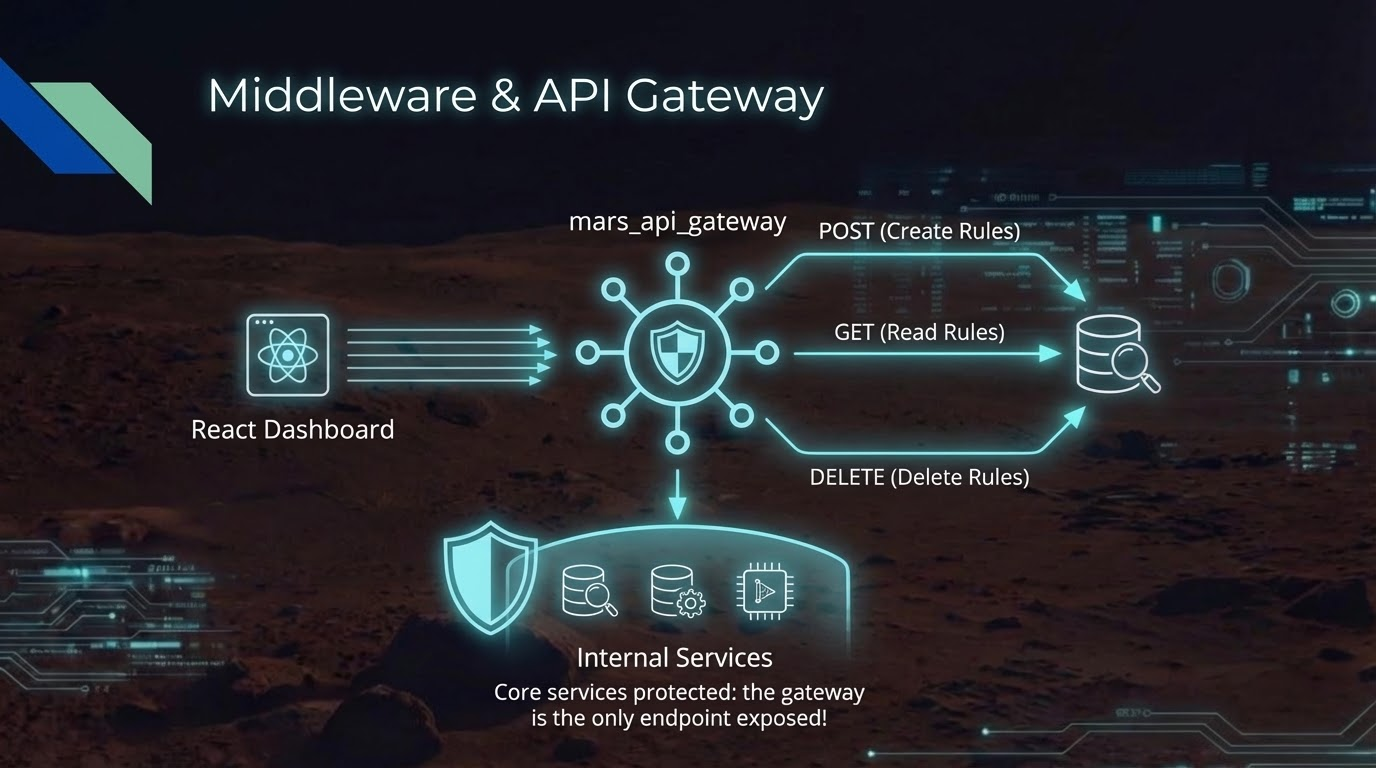 Middleware & API Gateway
mars_api_gateway
POST (Create Rules)
GET (Read Rules)
React Dashboard
DELETE (Delete Rules)
Internal Services
Core services protected: the gateway
is the only endpoint exposed!